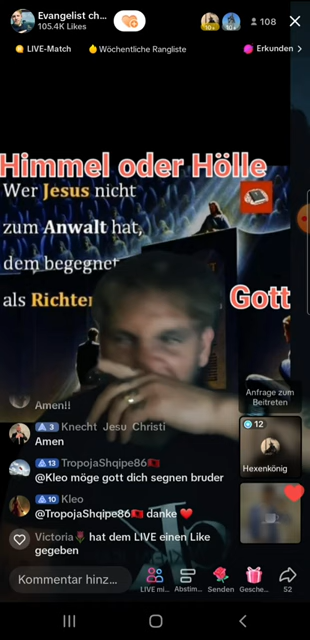 Evangelist ch...
105.4K Likes
10+
10+
108
LIVE-Match
Wöchentliche Rangliste
Erkunden
Himmel oder Hölle
Wer Jesus nicht
zum Anwalt hat,
dem begegnet
als Richter
Gott
Anfrage zum
Beitreten
Amen!!
12
Hexenkönig
3 Knecht Jesu Christi
Amen
13 TropojaShqipe86🇦🇱
@Kleo möge gott dich segnen bruder
10 Kleo
@TropojaShqipe86🇦🇱 danke ❤️
Victoria🌷 hat dem LIVE einen Like
gegeben
Kommentar hinz...
LIVE mi...
Abstim...
Senden
Gesche...
52